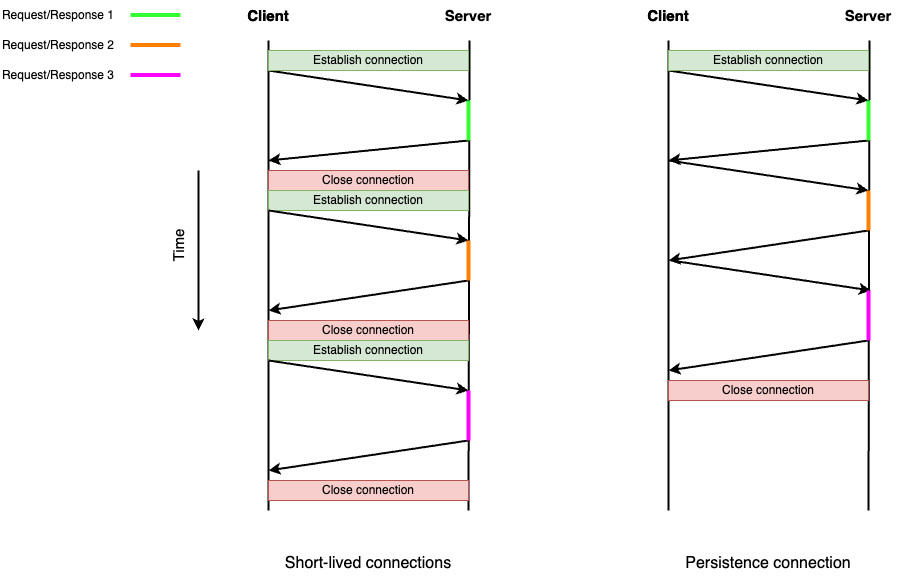 Request/Response 1
Request/Response 2
Request/Response 3
Client
Server
Establish connection
Close connection
Establish connection
Close connection
Establish connection
Close connection
Time
Short-lived connections
Client
Server
Establish connection
Close connection
Persistence connection